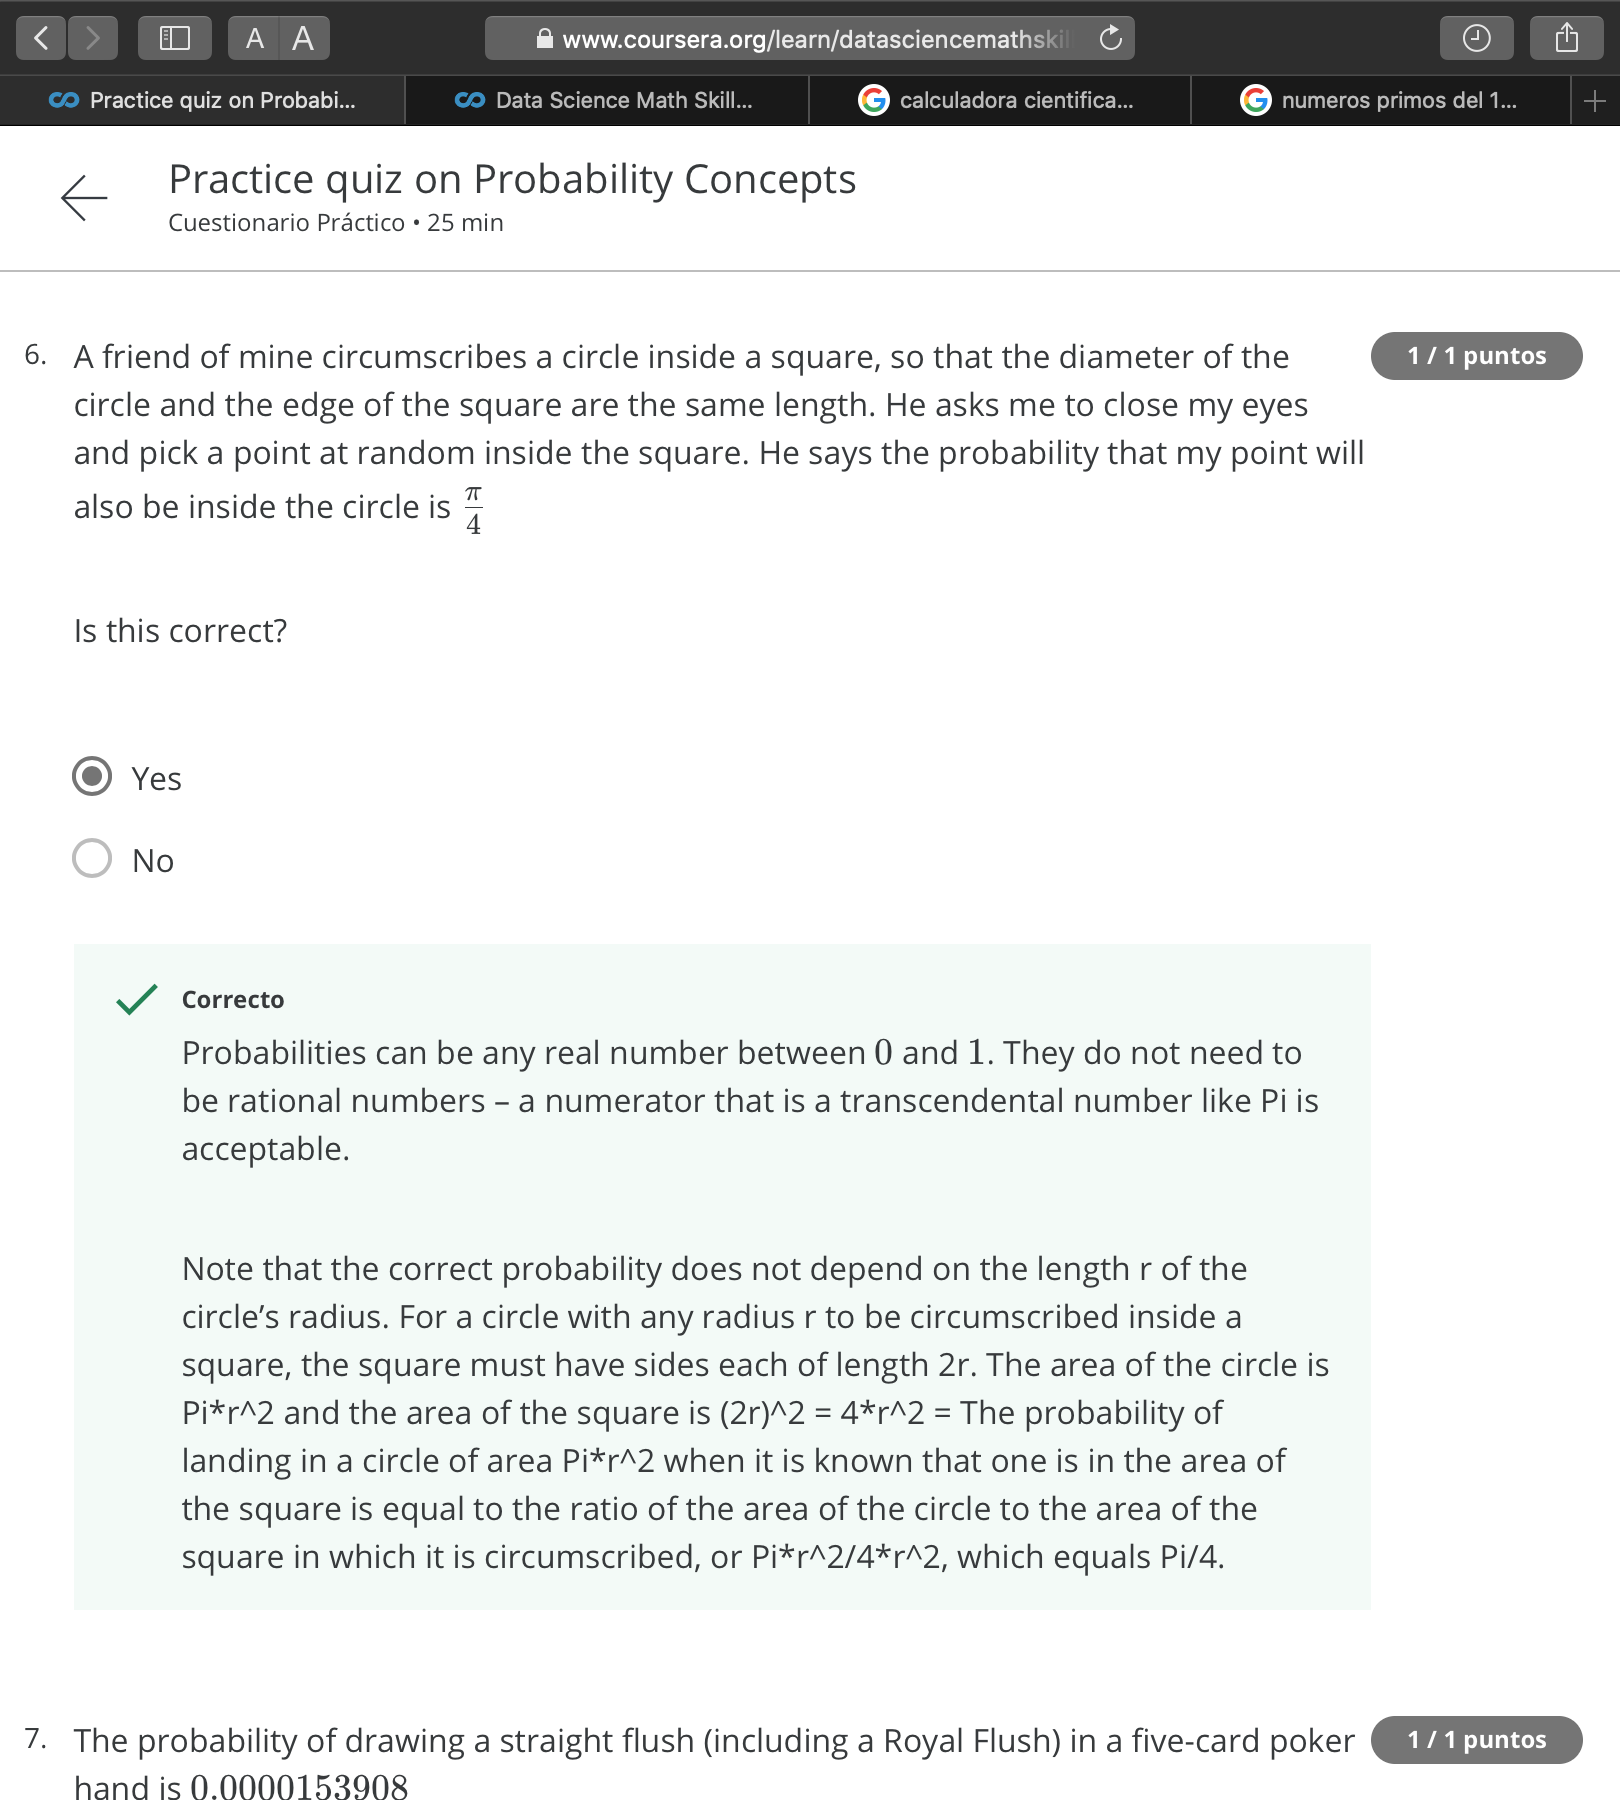 A A
www.coursera.org/learn/datasciencemathskil
Practice quiz on Probabi...
Data Science Math Skill...
calculadora cientifica...
numeros primos del 1...
Practice quiz on Probability Concepts
Cuestionario Práctico • 25 min
6. A friend of mine circumscribes a circle inside a square, so that the diameter of the
1 / 1 puntos
circle and the edge of the square are the same length. He asks me to close my eyes
and pick a point at random inside the square. He says the probability that my point will
also be inside the circle is π/4
Is this correct?
Yes
No
Correcto
Probabilities can be any real number between 0 and 1. They do not need to
be rational numbers – a numerator that is a transcendental number like Pi is
acceptable.
Note that the correct probability does not depend on the length r of the
circle’s radius. For a circle with any radius r to be circumscribed inside a
square, the square must have sides each of length 2r. The area of the circle is
Pi*r^2 and the area of the square is (2r)^2 = 4*r^2 = The probability of
landing in a circle of area Pi*r^2 when it is known that one is in the area of
the square is equal to the ratio of the area of the circle to the area of the
square in which it is circumscribed, or Pi*r^2/4*r^2, which equals Pi/4.
7. The probability of drawing a straight flush (including a Royal Flush) in a five-card poker
1 / 1 puntos
hand is 0.0000153908